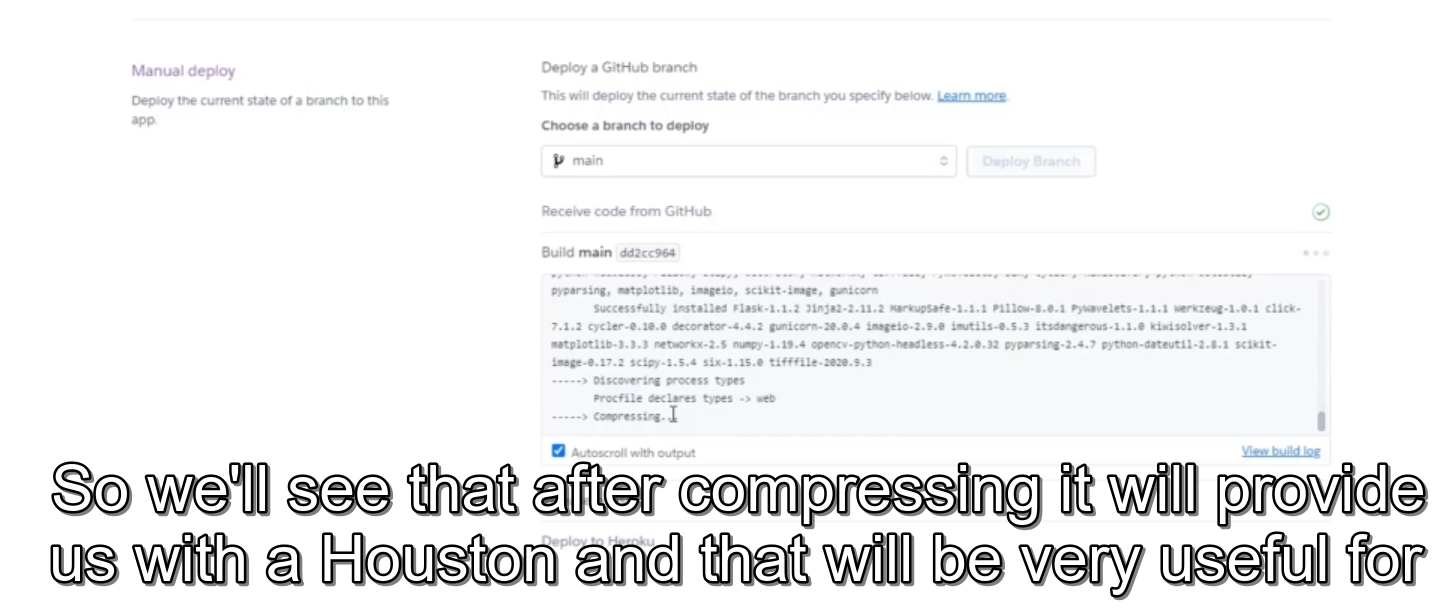 Manual deploy
Deploy the current state of a branch to this
app.
Deploy a GitHub branch
This will deploy the current state of the branch you specify below. Learn more.
Choose a branch to deploy
main
Deploy Branch
Receive code from GitHub
Build main dd2cc964
pyparsing, matplotlib, imageio, scikit-image, gunicorn
Successfully installed Flask-1.1.2 Jinja2-2.11.2 MarkupSafe-1.1.1 Pillow-8.0.1 PyWavelets-1.1.1 Werkzeug-1.0.1 click-
7.1.2 cycler-0.10.0 decorator-4.4.2 gunicorn-20.0.4 imageio-2.9.0 imutils-0.5.3 itsdangerous-1.1.0 kiwisolver-1.3.1
matplotlib-3.3.3 networkx-2.5 numpy-1.19.4 opencv-python-headless-4.2.0.32 pyparsing-2.4.7 python-dateutil-2.8.1 scikit-
image-0.17.2 scipy-1.5.4 six-1.15.0 tifffile-2020.9.3
-----> Discovering process types
Procfile declares types -> web
-----> Compressing..
Autoscroll with output
View build log
So we'll see that after compressing it will provide
Deploy to Heroku
us with a Houston and that will be very useful for